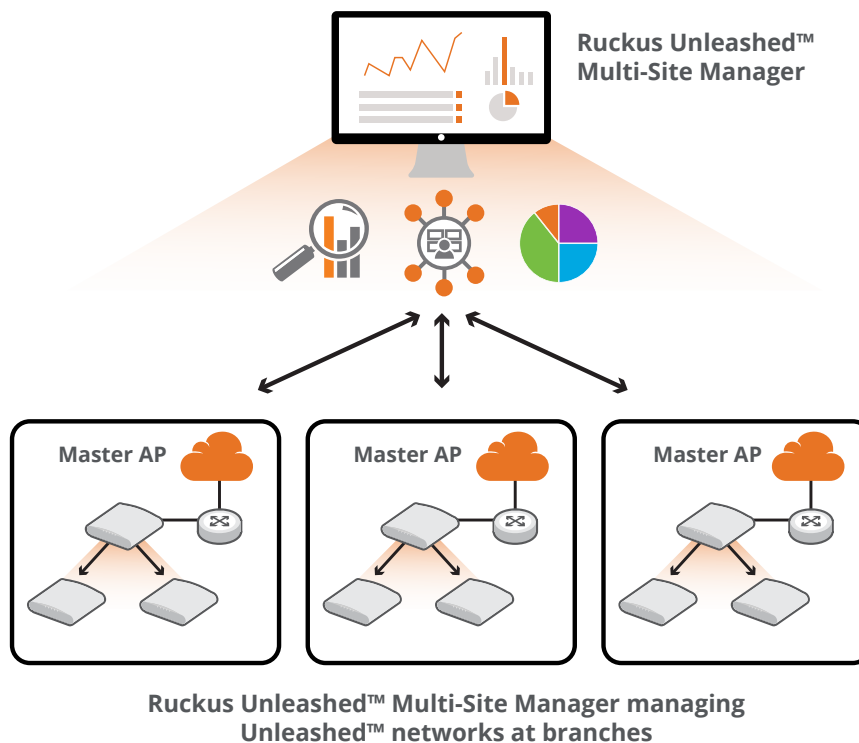 Ruckus Unleashed™
Multi-Site Manager
Master AP
Master AP
Master AP
Ruckus Unleashed™ Multi-Site Manager managing
Unleashed™ networks at branches